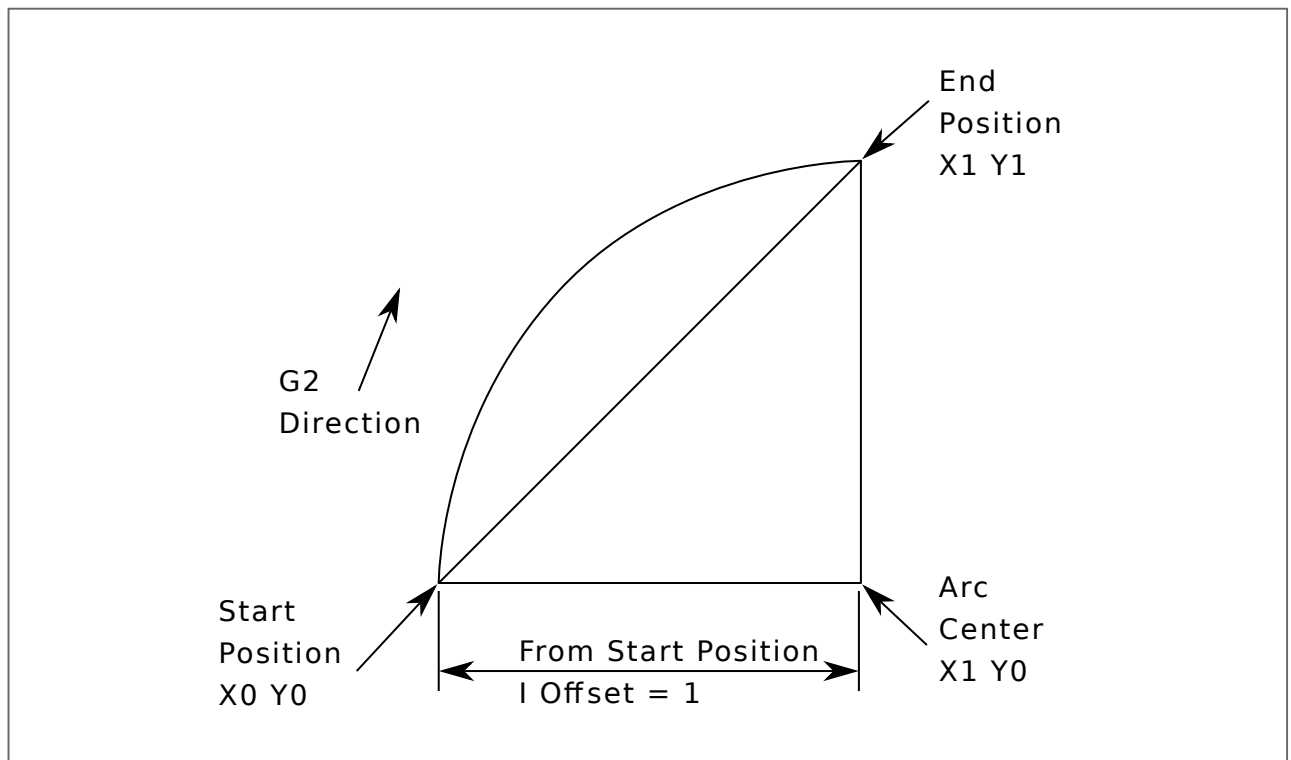 End
Position
X1 Y1
G2
Direction
Start
Position
X0 Y0
From Start Position
I Offset = 1
Arc
Center
X1 Y0